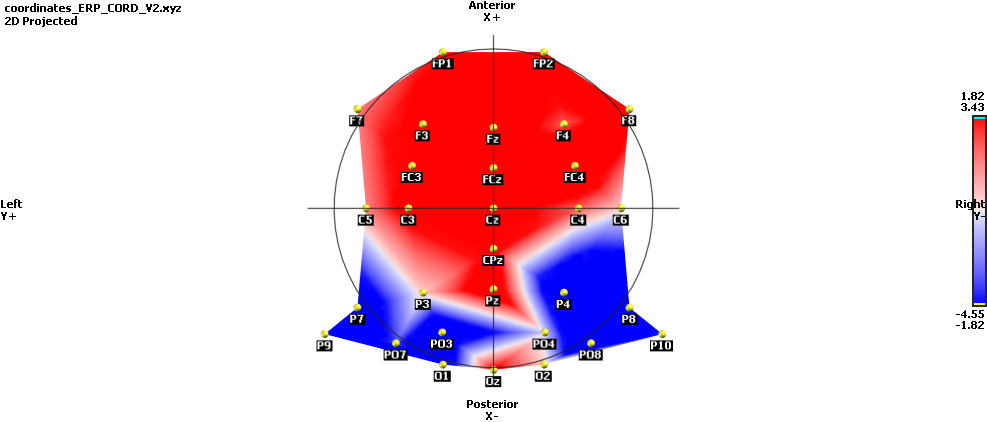 coordinates_ERP_CORD_V2.xyz
2D Projected
Anterior
X+
FP1 FP2
F7 F8
F3 Fz F4
FC3 FCz FC4
Left
Y+
C5 C3 Cz C4 C6
Right
Y-
CPz
P3 Pz P4
P7 P8
P9 PO7 PO3 PO4 PO8 P10
O1 Oz O2
Posterior
X-
1.82
3.43
-4.55
-1.82